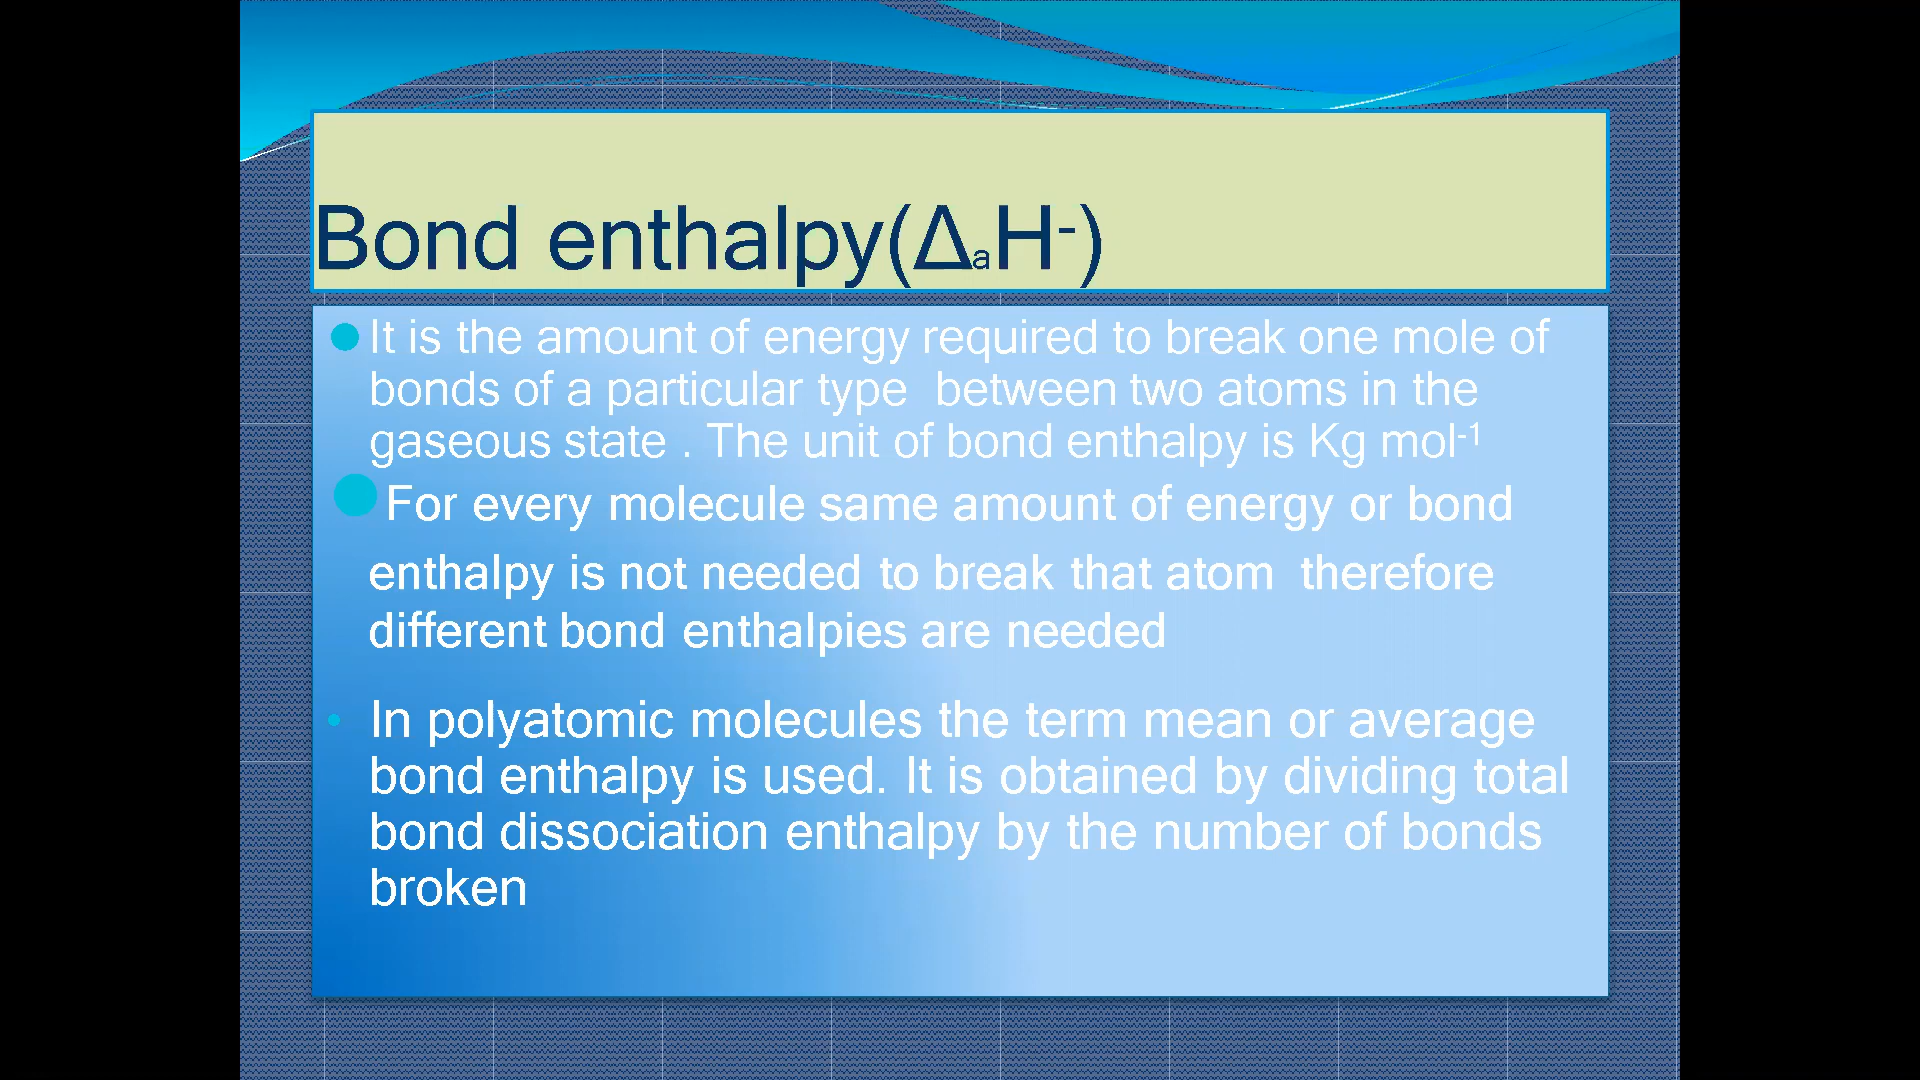 Bond enthalpy(ΔₐH⁻)
It is the amount of energy required to break one mole of
bonds of a particular type between two atoms in the
gaseous state . The unit of bond enthalpy is Kg mol⁻¹
For every molecule same amount of energy or bond
enthalpy is not needed to break that atom therefore
different bond enthalpies are needed
In polyatomic molecules the term mean or average
bond enthalpy is used. It is obtained by dividing total
bond dissociation enthalpy by the number of bonds
broken